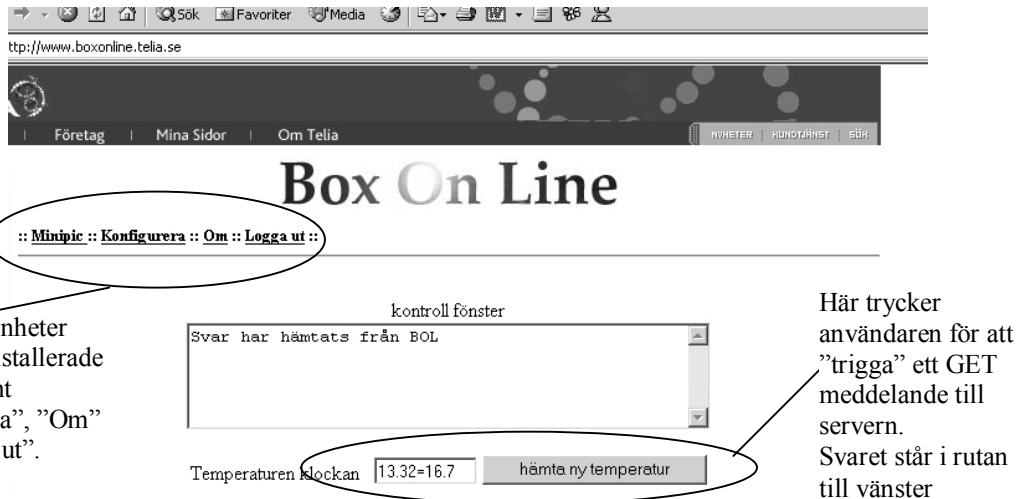 Sök Favoriter Media
ttp://www.boxonline.telia.se
Företag | Mina Sidor | Om Telia
NYHETER | KUNDTJÄNST | SÖK
Box On Line
:: Minipic :: Konfigurera :: Om :: Logga ut ::
nheter
stallerade
nt
a”, ”Om”
ut”.
kontroll fönster
Svar har hämtats från BOL
Temperaturen klockan 13.32=16.7 hämta ny temperatur
Här trycker
användaren för att
”trigga” ett GET
meddelande till
servern.
Svaret står i rutan
till vänster